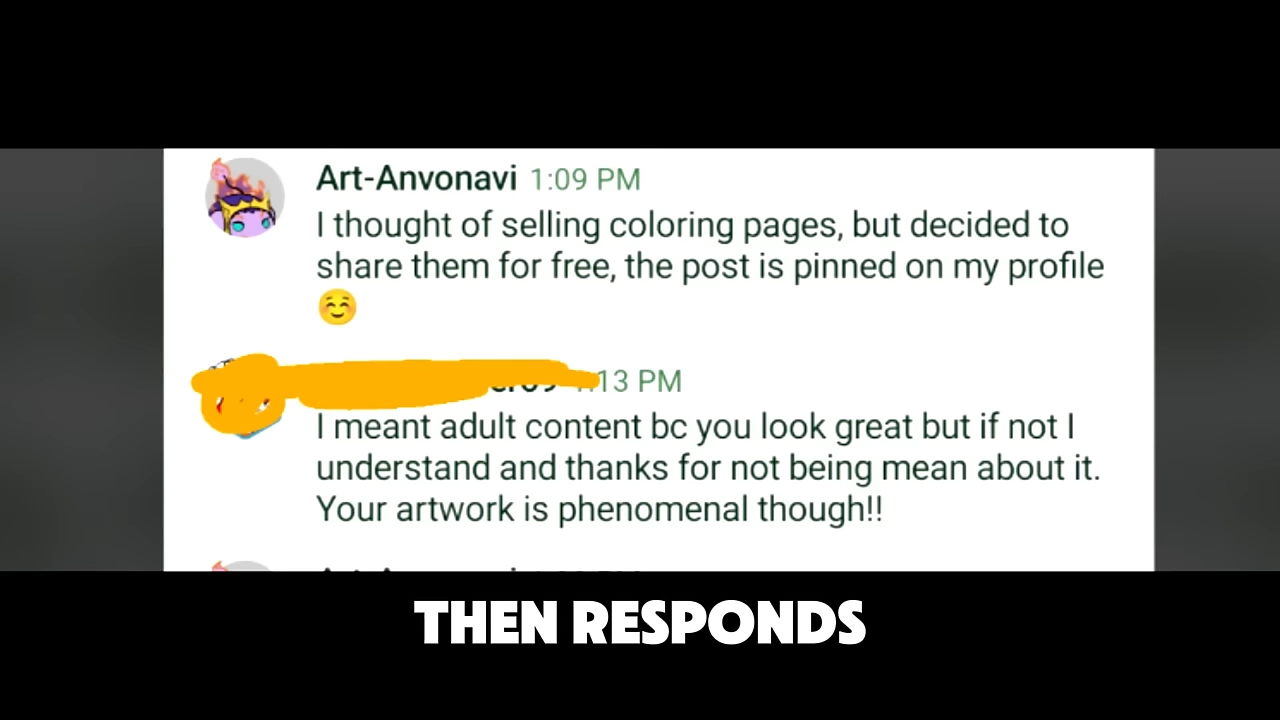 Art-Anvonavi 1:09 PM
I thought of selling coloring pages, but decided to
share them for free, the post is pinned on my profile
☺️
13 PM
I meant adult content bc you look great but if not I
understand and thanks for not being mean about it.
Your artwork is phenomenal though!!
THEN RESPONDS